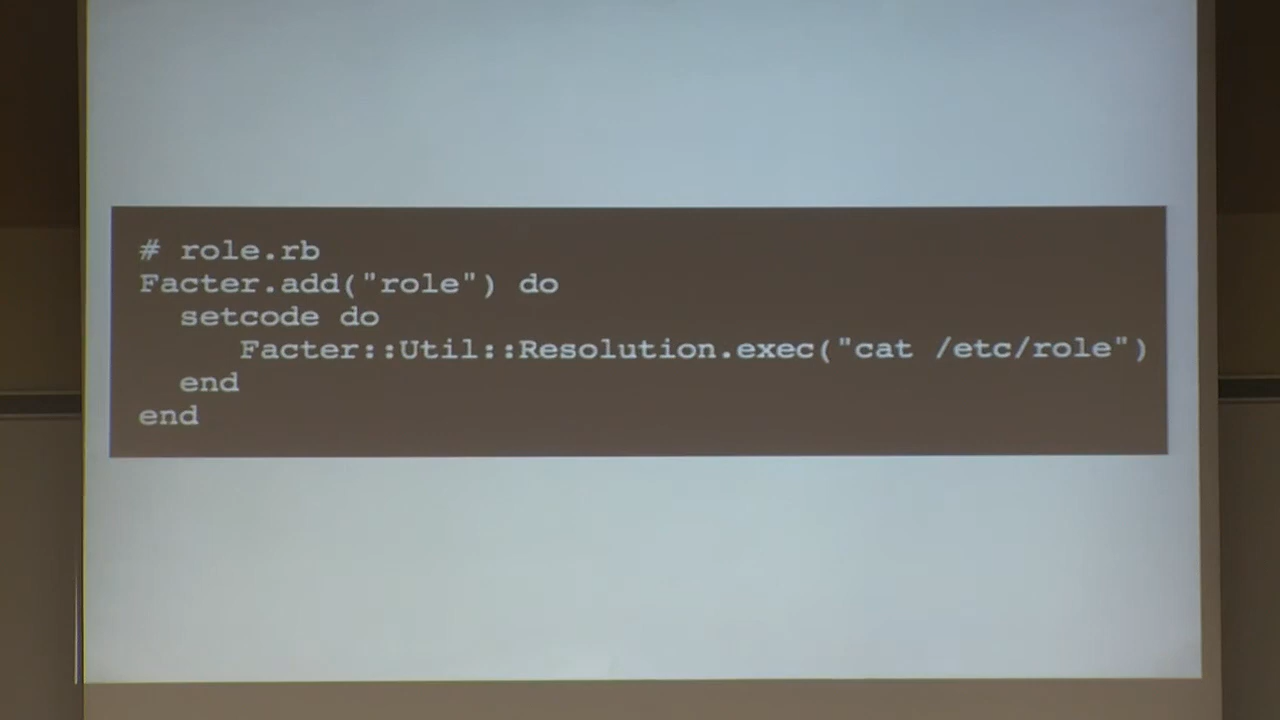 # role.rb
Facter.add("role") do
   setcode do
      Facter::Util::Resolution.exec("cat /etc/role")
   end
end